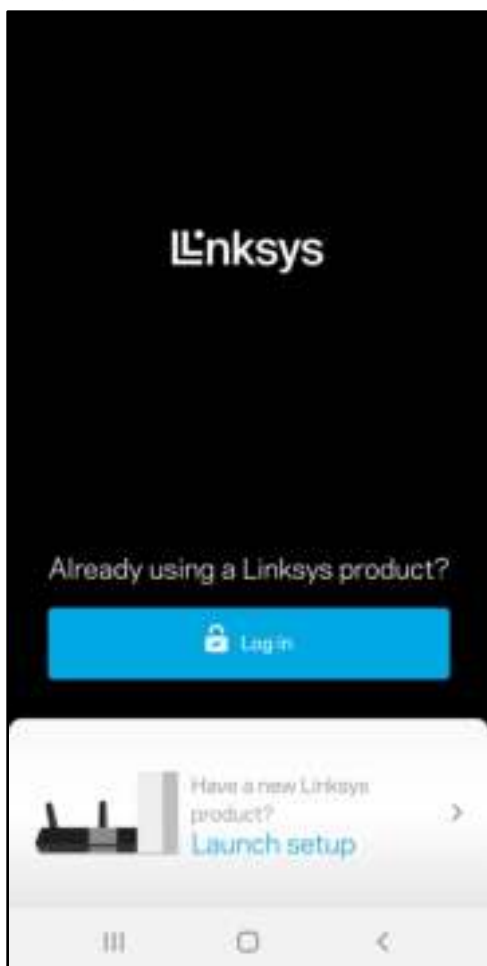 Linksys
Already using a Linksys product?
Log in
Have a new Linksys
product?
Launch setup